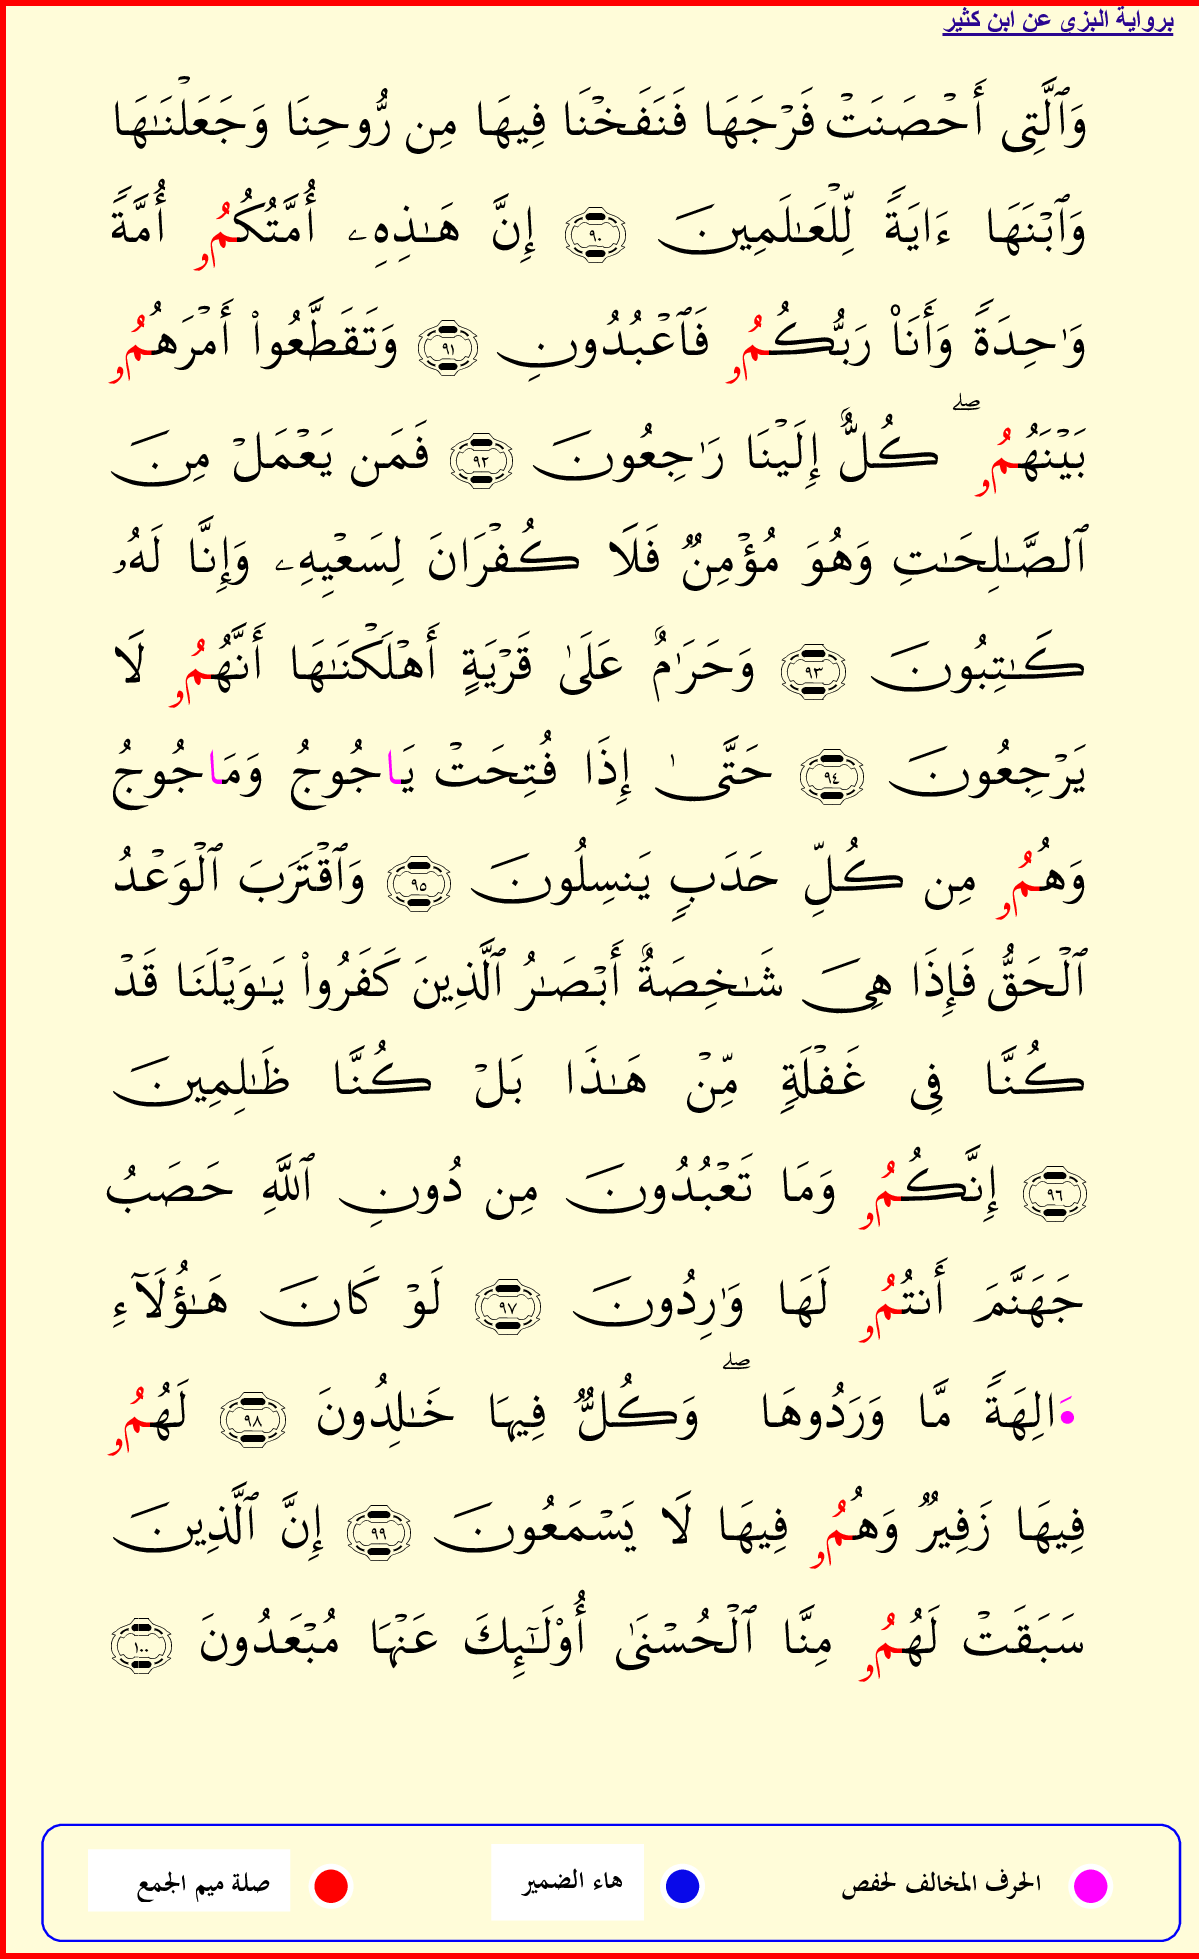 برواية البزي عن ابن كثير
وَٱلَّتِى أَحْصَنَتْ فَرْجَهَا فَنَفَخْنَا فِيهَا مِن رُّوحِنَا وَجَعَلْنَٰهَا
وَٱبْنَهَا ءَايَةً لِّلْعَٰلَمِينَ ٩٠ إِنَّ هَٰذِهِۦ أُمَّتُكُمُۥ أُمَّةً
وَٰحِدَةً وَأَنَا۠ رَبُّكُمُۥ فَٱعْبُدُونِ ٩١ وَتَقَطَّعُوا۟ أَمْرَهُمُۥ
بَيْنَهُمُۥ ۖ كُلٌّ إِلَيْنَا رَٰجِعُونَ ٩٢ فَمَن يَعْمَلْ مِنَ
ٱلصَّٰلِحَٰتِ وَهُوَ مُؤْمِنٌ فَلَا كُفْرَانَ لِسَعْيِهِۦ وَإِنَّا لَهُۥ
كَٰتِبُونَ ٩٣ وَحَرَٰمٌ عَلَىٰ قَرْيَةٍ أَهْلَكْنَٰهَا أَنَّهُمُۥ لَا
يَرْجِعُونَ ٩٤ حَتَّىٰ إِذَا فُتِحَتْ يَاجُوجُ وَمَاجُوجُ
وَهُمُۥ مِن كُلِّ حَدَبٍ يَنسِلُونَ ٩٥ وَٱقْتَرَبَ ٱلْوَعْدُ
ٱلْحَقُّ فَإِذَا هِىَ شَٰخِصَةٌ أَبْصَٰرُ ٱلَّذِينَ كَفَرُوا۟ يَٰوَيْلَنَا قَدْ
كُنَّا فِى غَفْلَةٍ مِّنْ هَٰذَا بَلْ كُنَّا ظَٰلِمِينَ
٩٦ إِنَّكُمُۥ وَمَا تَعْبُدُونَ مِن دُونِ ٱللَّهِ حَصَبُ
جَهَنَّمَ أَنتُمُۥ لَهَا وَٰرِدُونَ ٩٧ لَوْ كَانَ هَٰؤُلَآءِ
ءَالِهَةً مَّا وَرَدُوهَا ۖ وَكُلٌّ فِيهَا خَٰلِدُونَ ٩٨ لَهُمُۥ
فِيهَا زَفِيرٌ وَهُمُۥ فِيهَا لَا يَسْمَعُونَ ٩٩ إِنَّ ٱلَّذِينَ
سَبَقَتْ لَهُمُۥ مِنَّا ٱلْحُسْنَىٰ أُو۟لَٰٓئِكَ عَنْهَا مُبْعَدُونَ ١٠٠
الحرف المخالف لحفص هاء الضمير صلة ميم الجمع